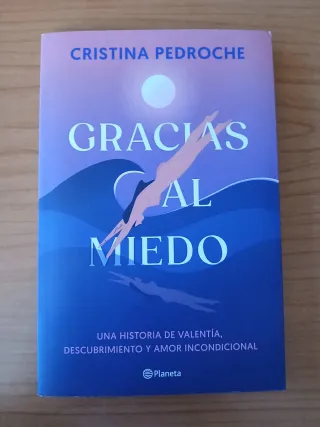 CRISTINA PEDROCHE
GRACIAS
AL
MIEDO
UNA HISTORIA DE VALENTÍA,
DESCUBRIMIENTO Y AMOR INCONDICIONAL
Planeta